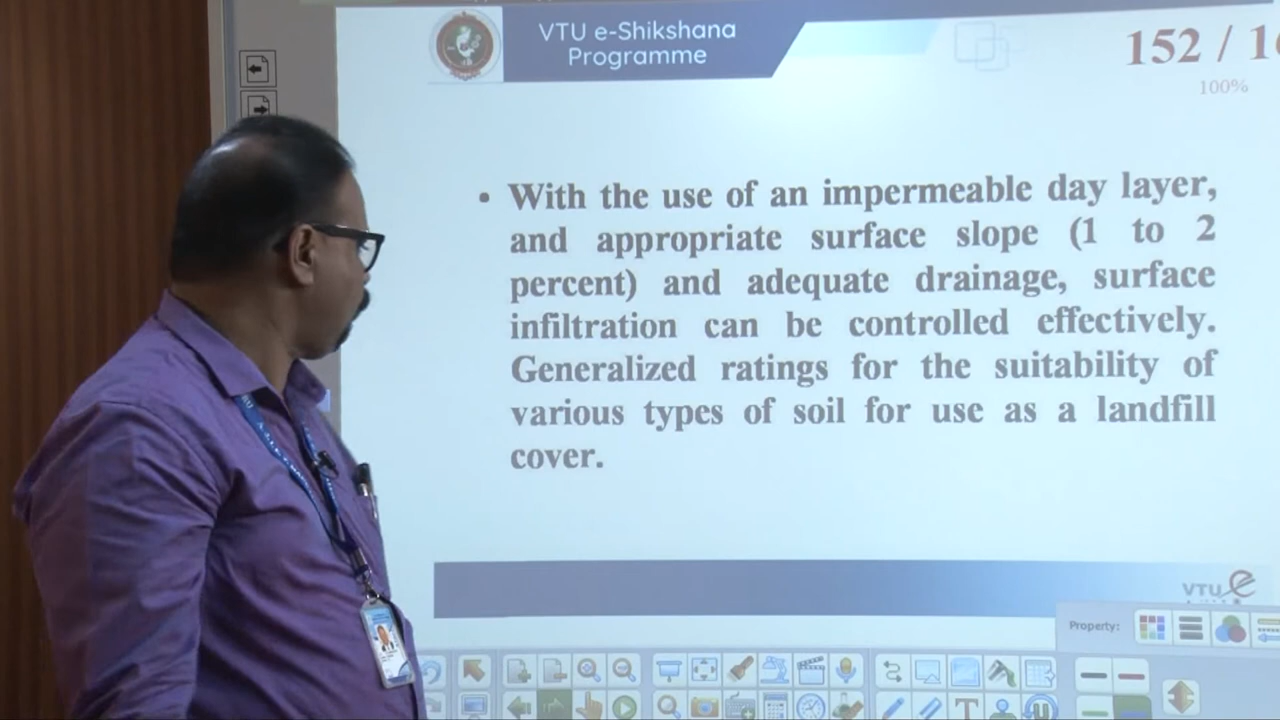 VTU e-Shikshana
Programme
152 / 16
100%
• With the use of an impermeable day layer,
and appropriate surface slope (1 to 2
percent) and adequate drainage, surface
infiltration can be controlled effectively.
Generalized ratings for the suitability of
various types of soil for use as a landfill
cover.
VTU e
Property: